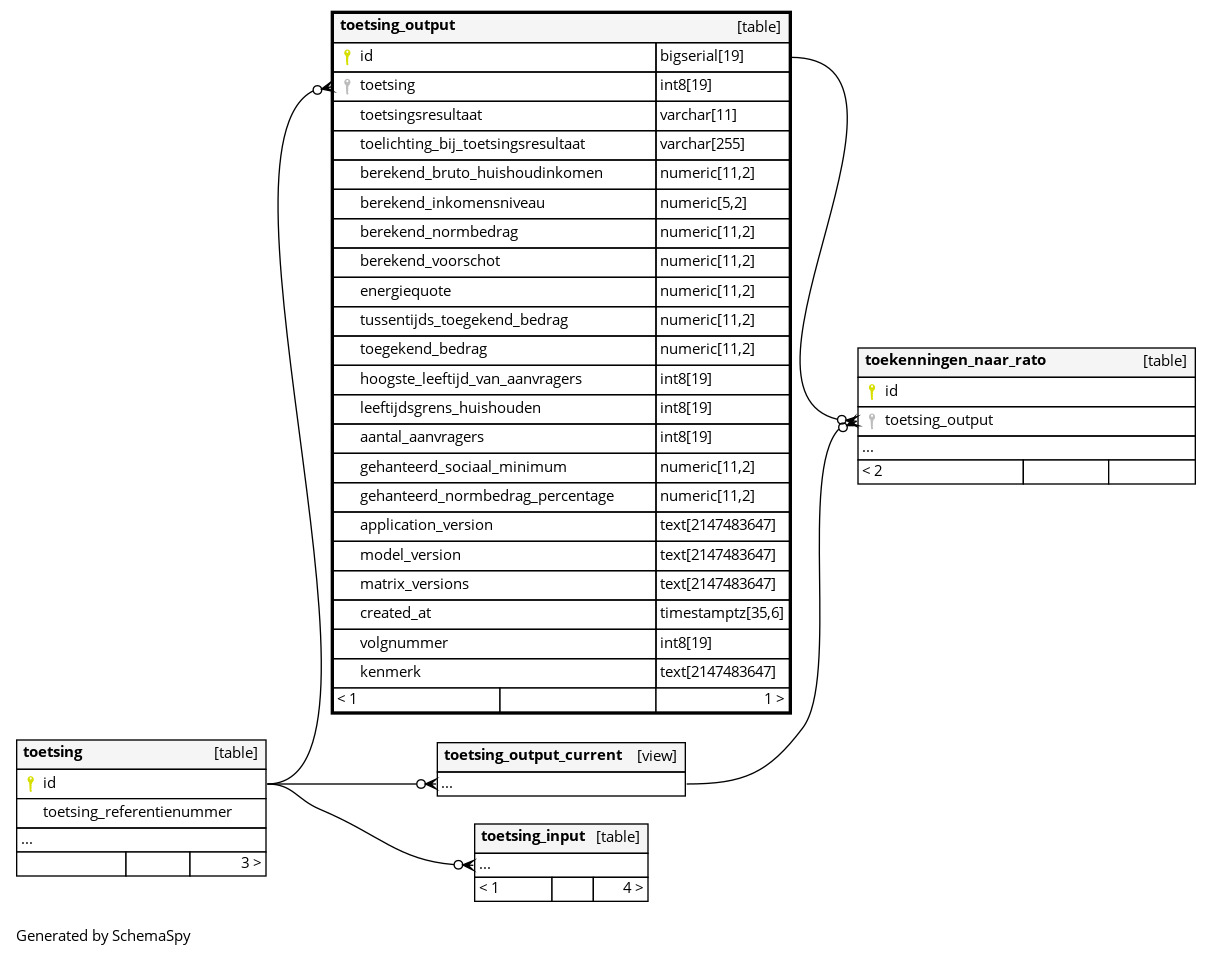 toetsing_output [table]
id bigserial[19]
toetsing int8[19]
toetsingsresultaat varchar[11]
toelichting_bij_toetsingsresultaat varchar[255]
berekend_bruto_huishoudinkomen numeric[11,2]
berekend_inkomensniveau numeric[5,2]
berekend_normbedrag numeric[11,2]
berekend_voorschot numeric[11,2]
energiequote numeric[11,2]
tussentijds_toegekend_bedrag numeric[11,2]
toegekend_bedrag numeric[11,2]
hoogste_leeftijd_van_aanvragers int8[19]
leeftijdsgrens_huishouden int8[19]
aantal_aanvragers int8[19]
gehanteerd_sociaal_minimum numeric[11,2]
gehanteerd_normbedrag_percentage numeric[11,2]
application_version text[2147483647]
model_version text[2147483647]
matrix_versions text[2147483647]
created_at timestamptz[35,6]
volgnummer int8[19]
kenmerk text[2147483647]
< 1 1 >
toekenningen_naar_rato [table]
id
toetsing_output
...
< 2
toetsing [table]
id
toetsing_referentienummer
...
3 >
toetsing_output_current [view]
...
toetsing_input [table]
...
< 1 4 >
Generated by SchemaSpy